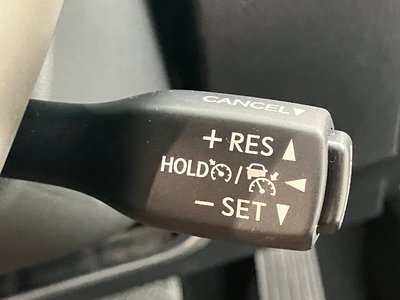 CANCEL▼
+ RES ▲
HOLD / ◀
− SET ▼